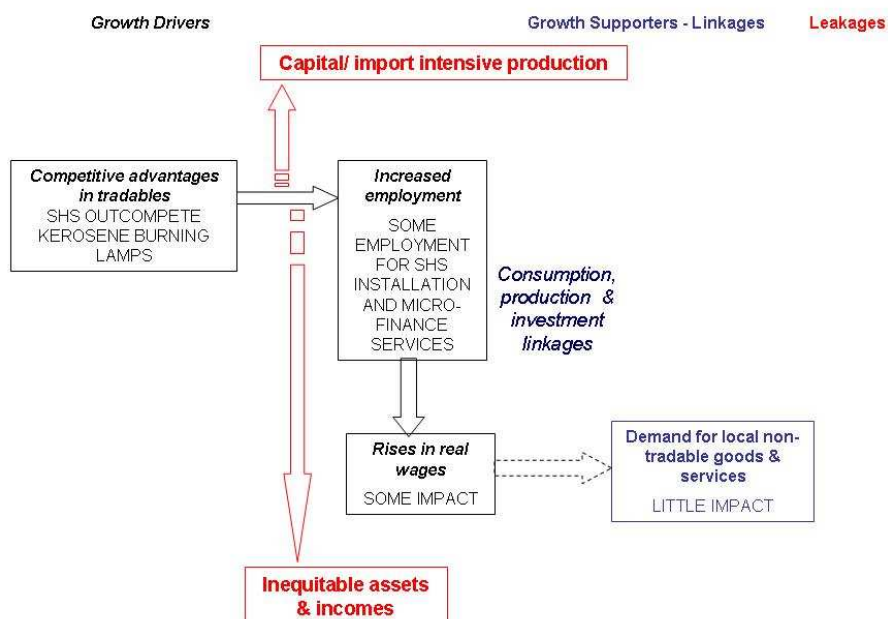 Growth Drivers
Growth Supporters - Linkages
Leakages
Capital/ import intensive production
Competitive advantages
in tradables
SHS OUTCOMPETE
KEROSENE BURNING
LAMPS
Increased
employment
SOME
EMPLOYMENT
FOR SHS
INSTALLATION
AND MICRO-
FINANCE
SERVICES
Consumption,
production &
investment
linkages
Rises in real
wages
SOME IMPACT
Demand for local non-
tradable goods &
services
LITTLE IMPACT
Inequitable assets
& incomes